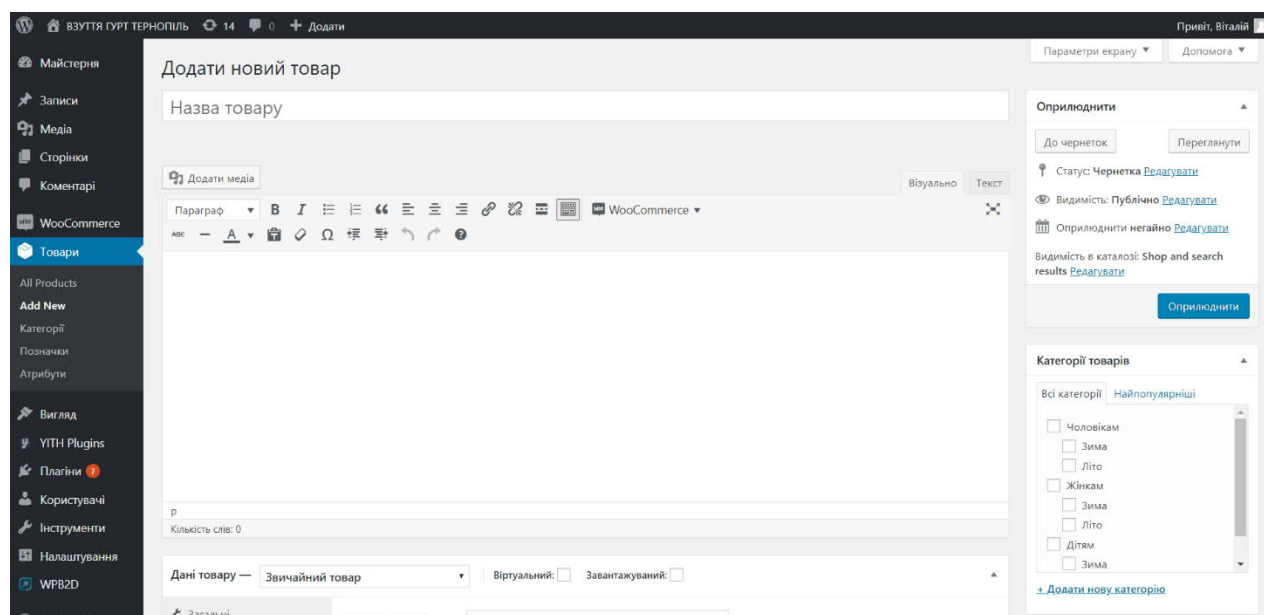 ВЗУТТЯ ГУРТ ТЕРНОПІЛЬ 14 0 + Додати Привіт, Віталій
Параметри екрану Допомога
Додати новий товар
Назва товару
Додати медіа
Візуально Текст
Параграф B I WooCommerce
ABC A Ω
p
Кількість слів: 0
Дані товару — Звичайний товар Віртуальний: Завантажуваний:
Загальні
Майстерня
Записи
Медіа
Сторінки
Коментарі
WooCommerce
Товари
All Products
Add New
Категорії
Позначки
Атрибути
Вигляд
YITH Plugins
Плагіни 7
Користувачі
Інструменти
Налаштування
WPB2D
Оприлюднити
До чернеток Переглянути
Статус: Чернетка Редагувати
Видимість: Публічно Редагувати
Оприлюднити негайно Редагувати
Видимість в каталозі: Shop and search
results Редагувати
Оприлюднити
Категорії товарів
Всі категорії Найпопулярніші
Чоловікам
Зима
Літо
Жінкам
Зима
Літо
Дітям
Зима
+ Додати нову категорію